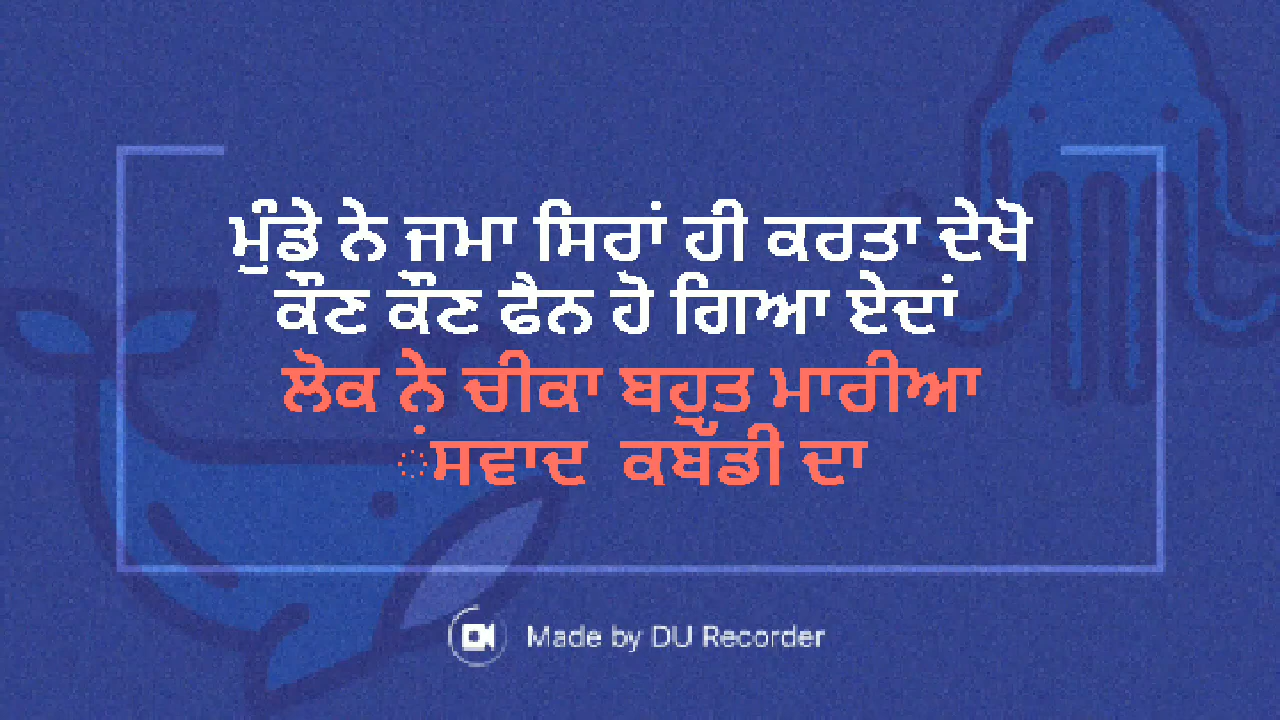 ਮੁੰਡੇ ਨੇ ਜਮਾ ਸਿਰਾਂ ਹੀ ਕਰਤਾ ਦੇਖੋ
ਕੌਣ ਕੌਣ ਫੈਨ ਹੋ ਗਿਆ ਏਦਾਂ
ਲੋਕ ਨੇ ਚੀਕਾ ਬਹੁਤ ਮਾਰੀਆ
ੰਸਵਾਦ ਕਬੱਡੀ ਦਾ
Made by DU Recorder